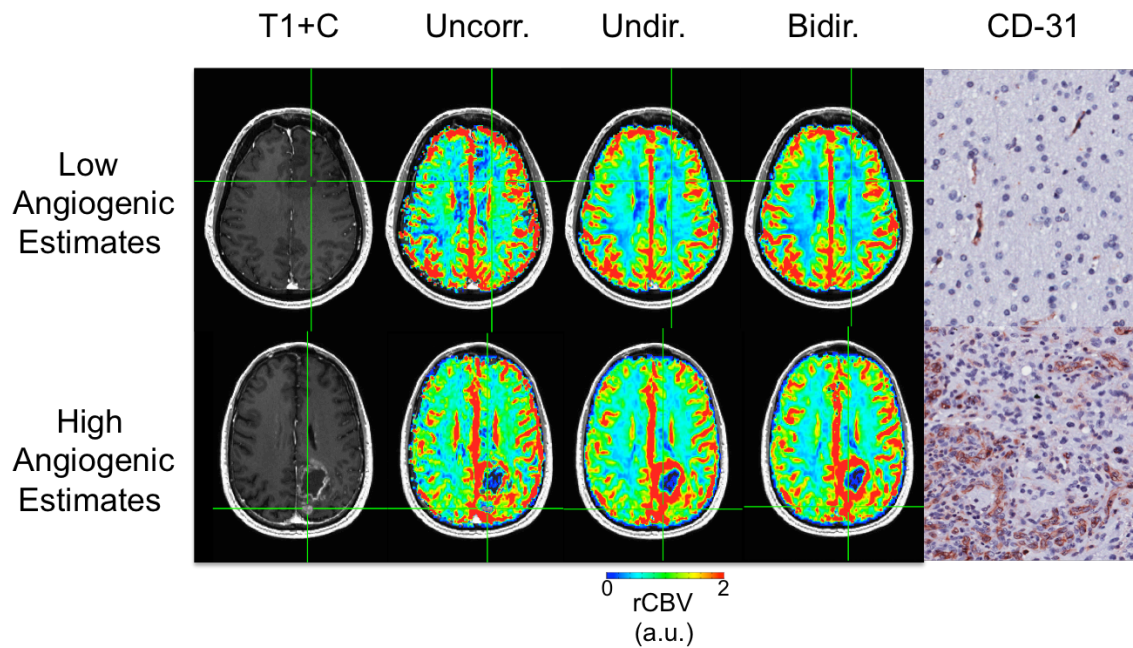 T1+C Uncorr. Undir. Bidir. CD-31
Low
Angiogenic
Estimates
High
Angiogenic
Estimates
0 2
rCBV
(a.u.)